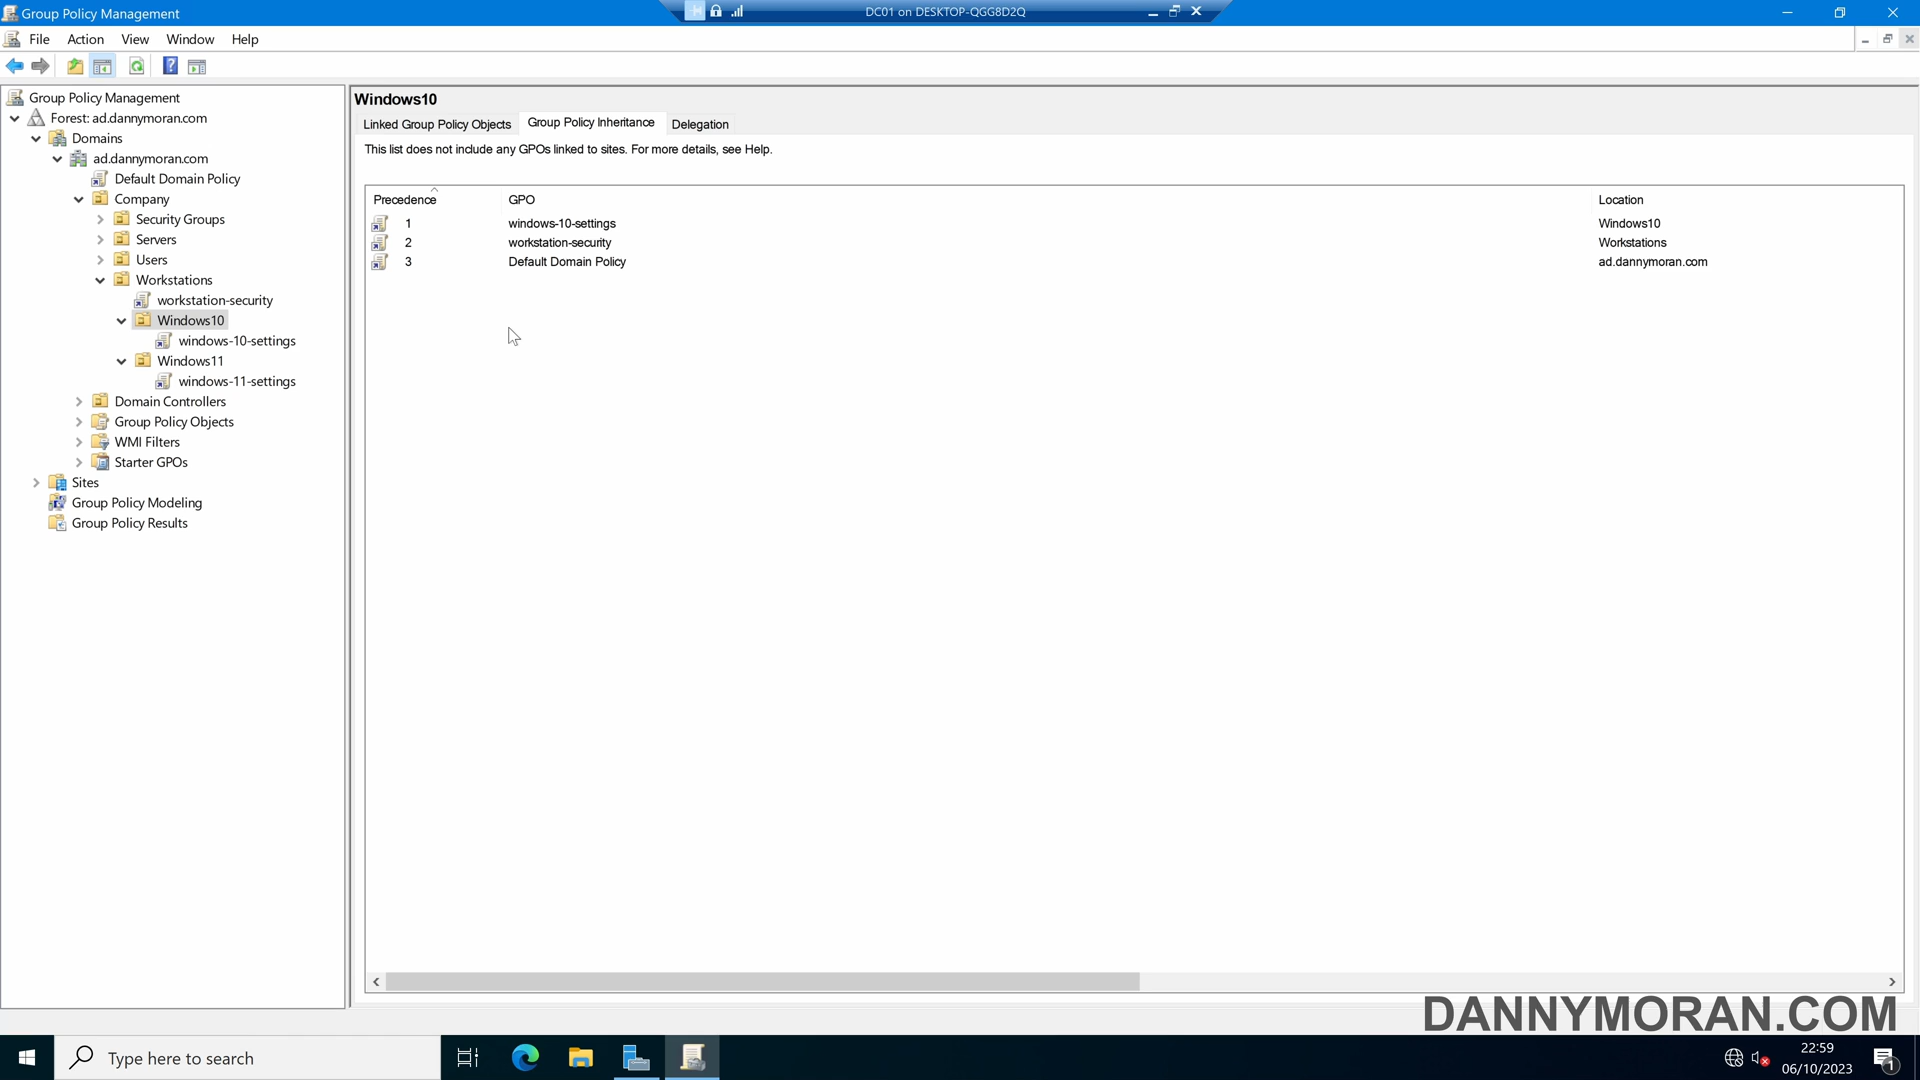 Group Policy Management
DC01 on DESKTOP-QGG8D2Q
File Action View Window Help
Group Policy Management
Forest: ad.dannymoran.com
Domains
ad.dannymoran.com
Default Domain Policy
Company
Security Groups
Servers
Users
Workstations
workstation-security
Windows10
windows-10-settings
Windows11
windows-11-settings
Domain Controllers
Group Policy Objects
WMI Filters
Starter GPOs
Sites
Group Policy Modeling
Group Policy Results
Windows10
Linked Group Policy Objects Group Policy Inheritance Delegation
This list does not include any GPOs linked to sites. For more details, see Help.
Precedence GPO Location
1 windows-10-settings Windows10
2 workstation-security Workstations
3 Default Domain Policy ad.dannymoran.com
DANNYMORAN.COM
Type here to search
22:59
06/10/2023
1